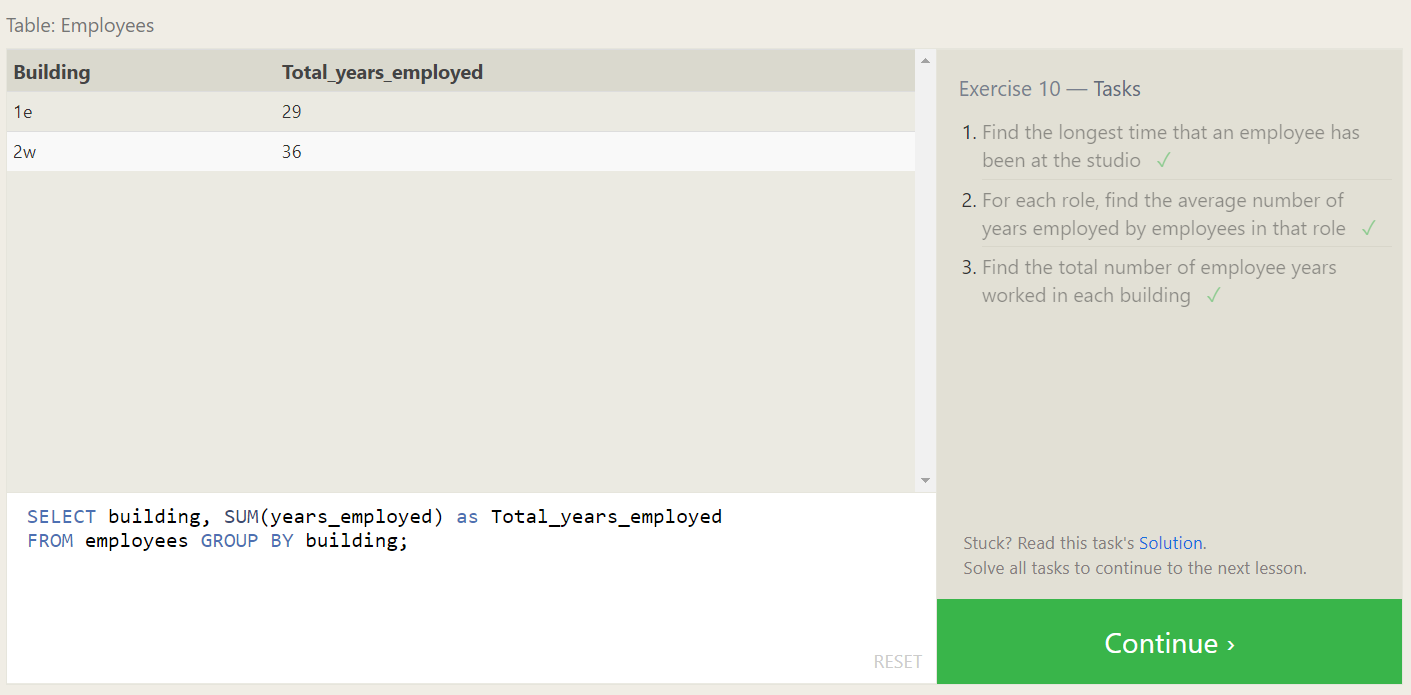 Table: Employees
Building Total_years_employed
1e 29
2w 36
SELECT building, SUM(years_employed) as Total_years_employed
FROM employees GROUP BY building;
RESET
Exercise 10 — Tasks
1. Find the longest time that an employee has
been at the studio ✓
2. For each role, find the average number of
years employed by employees in that role ✓
3. Find the total number of employee years
worked in each building ✓
Stuck? Read this task's Solution.
Solve all tasks to continue to the next lesson.
Continue ›